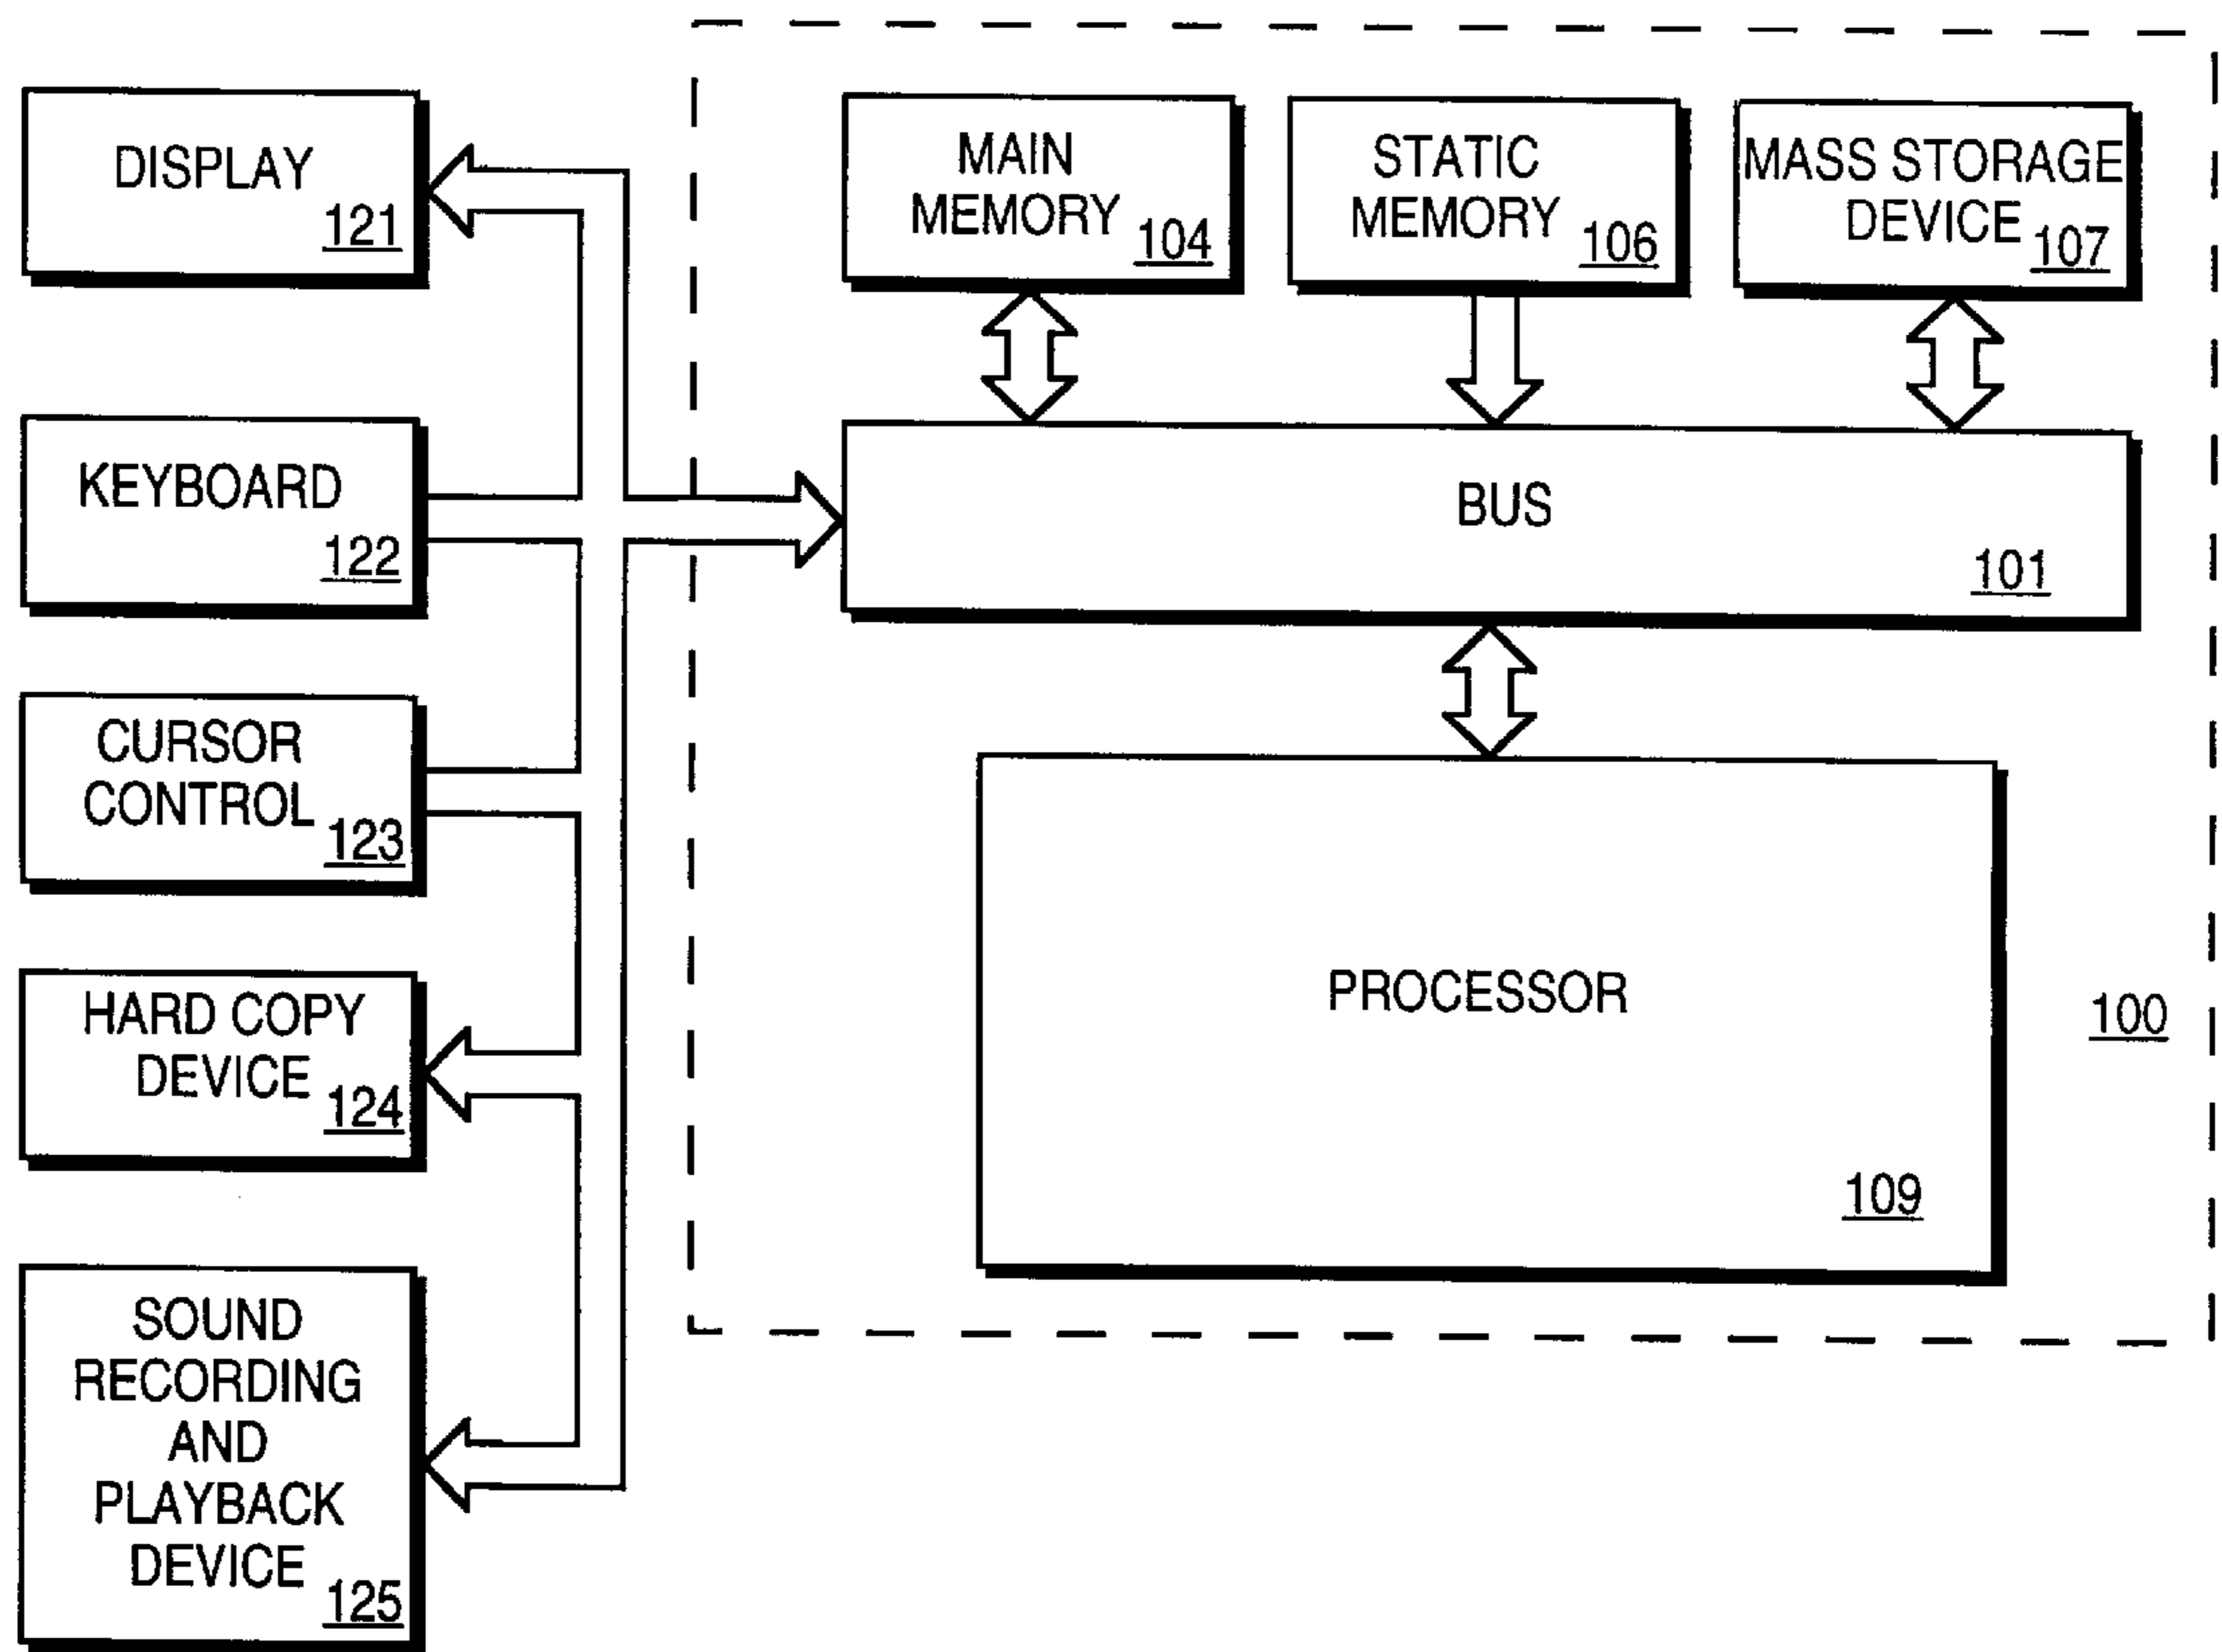 DISPLAY
121
KEYBOARD
122
CURSOR
CONTROL
123
HARD COPY
DEVICE
124
SOUND
RECORDING
AND
PLAYBACK
DEVICE
125
MAIN
MEMORY
104
STATIC
MEMORY
106
MASS STORAGE
DEVICE
107
BUS
101
PROCESSOR
109
100